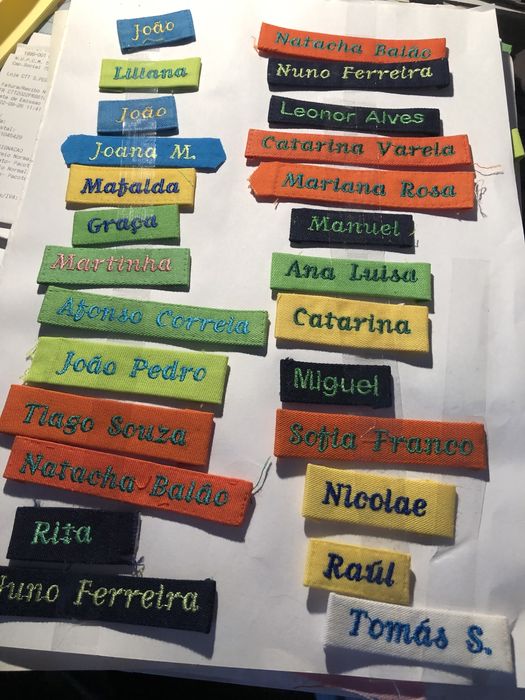 João
Liliana
João
Joana M.
Mafalda
Graça
Martinha
Afonso Correia
João Pedro
Tiago Souza
Natacha Balão
Rita
Nuno Ferreira
Natacha Balão
Nuno Ferreira
Leonor Alves
Catarina Varela
Mariana Rosa
Manuel
Ana Luisa
Catarina
Miguel
Sofia Franco
Nicolae
Raúl
Tomás S.